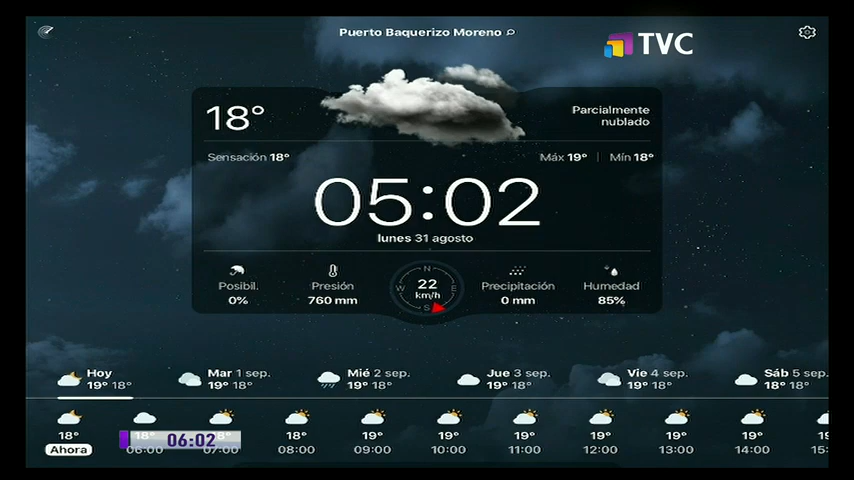 Puerto Baquerizo Moreno
TVC
18°
Parcialmente
nublado
Sensación 18°
Máx 19° | Mín 18°
05:02
lunes 31 agosto
Posibil.
0%
Presión
760 mm
N
W
E
S
22
km/h
Precipitación
0 mm
Humedad
85%
Hoy
19° 18°
Mar 1 sep.
19° 18°
Mié 2 sep.
19° 18°
Jue 3 sep.
19° 18°
Vie 4 sep.
19° 18°
Sáb 5 sep.
18° 18°
18° 18° 18° 18° 19° 19° 19° 19° 19° 19°
Ahora 06:00 07:00 08:00 09:00 10:00 11:00 12:00 13:00 14:00
06:02